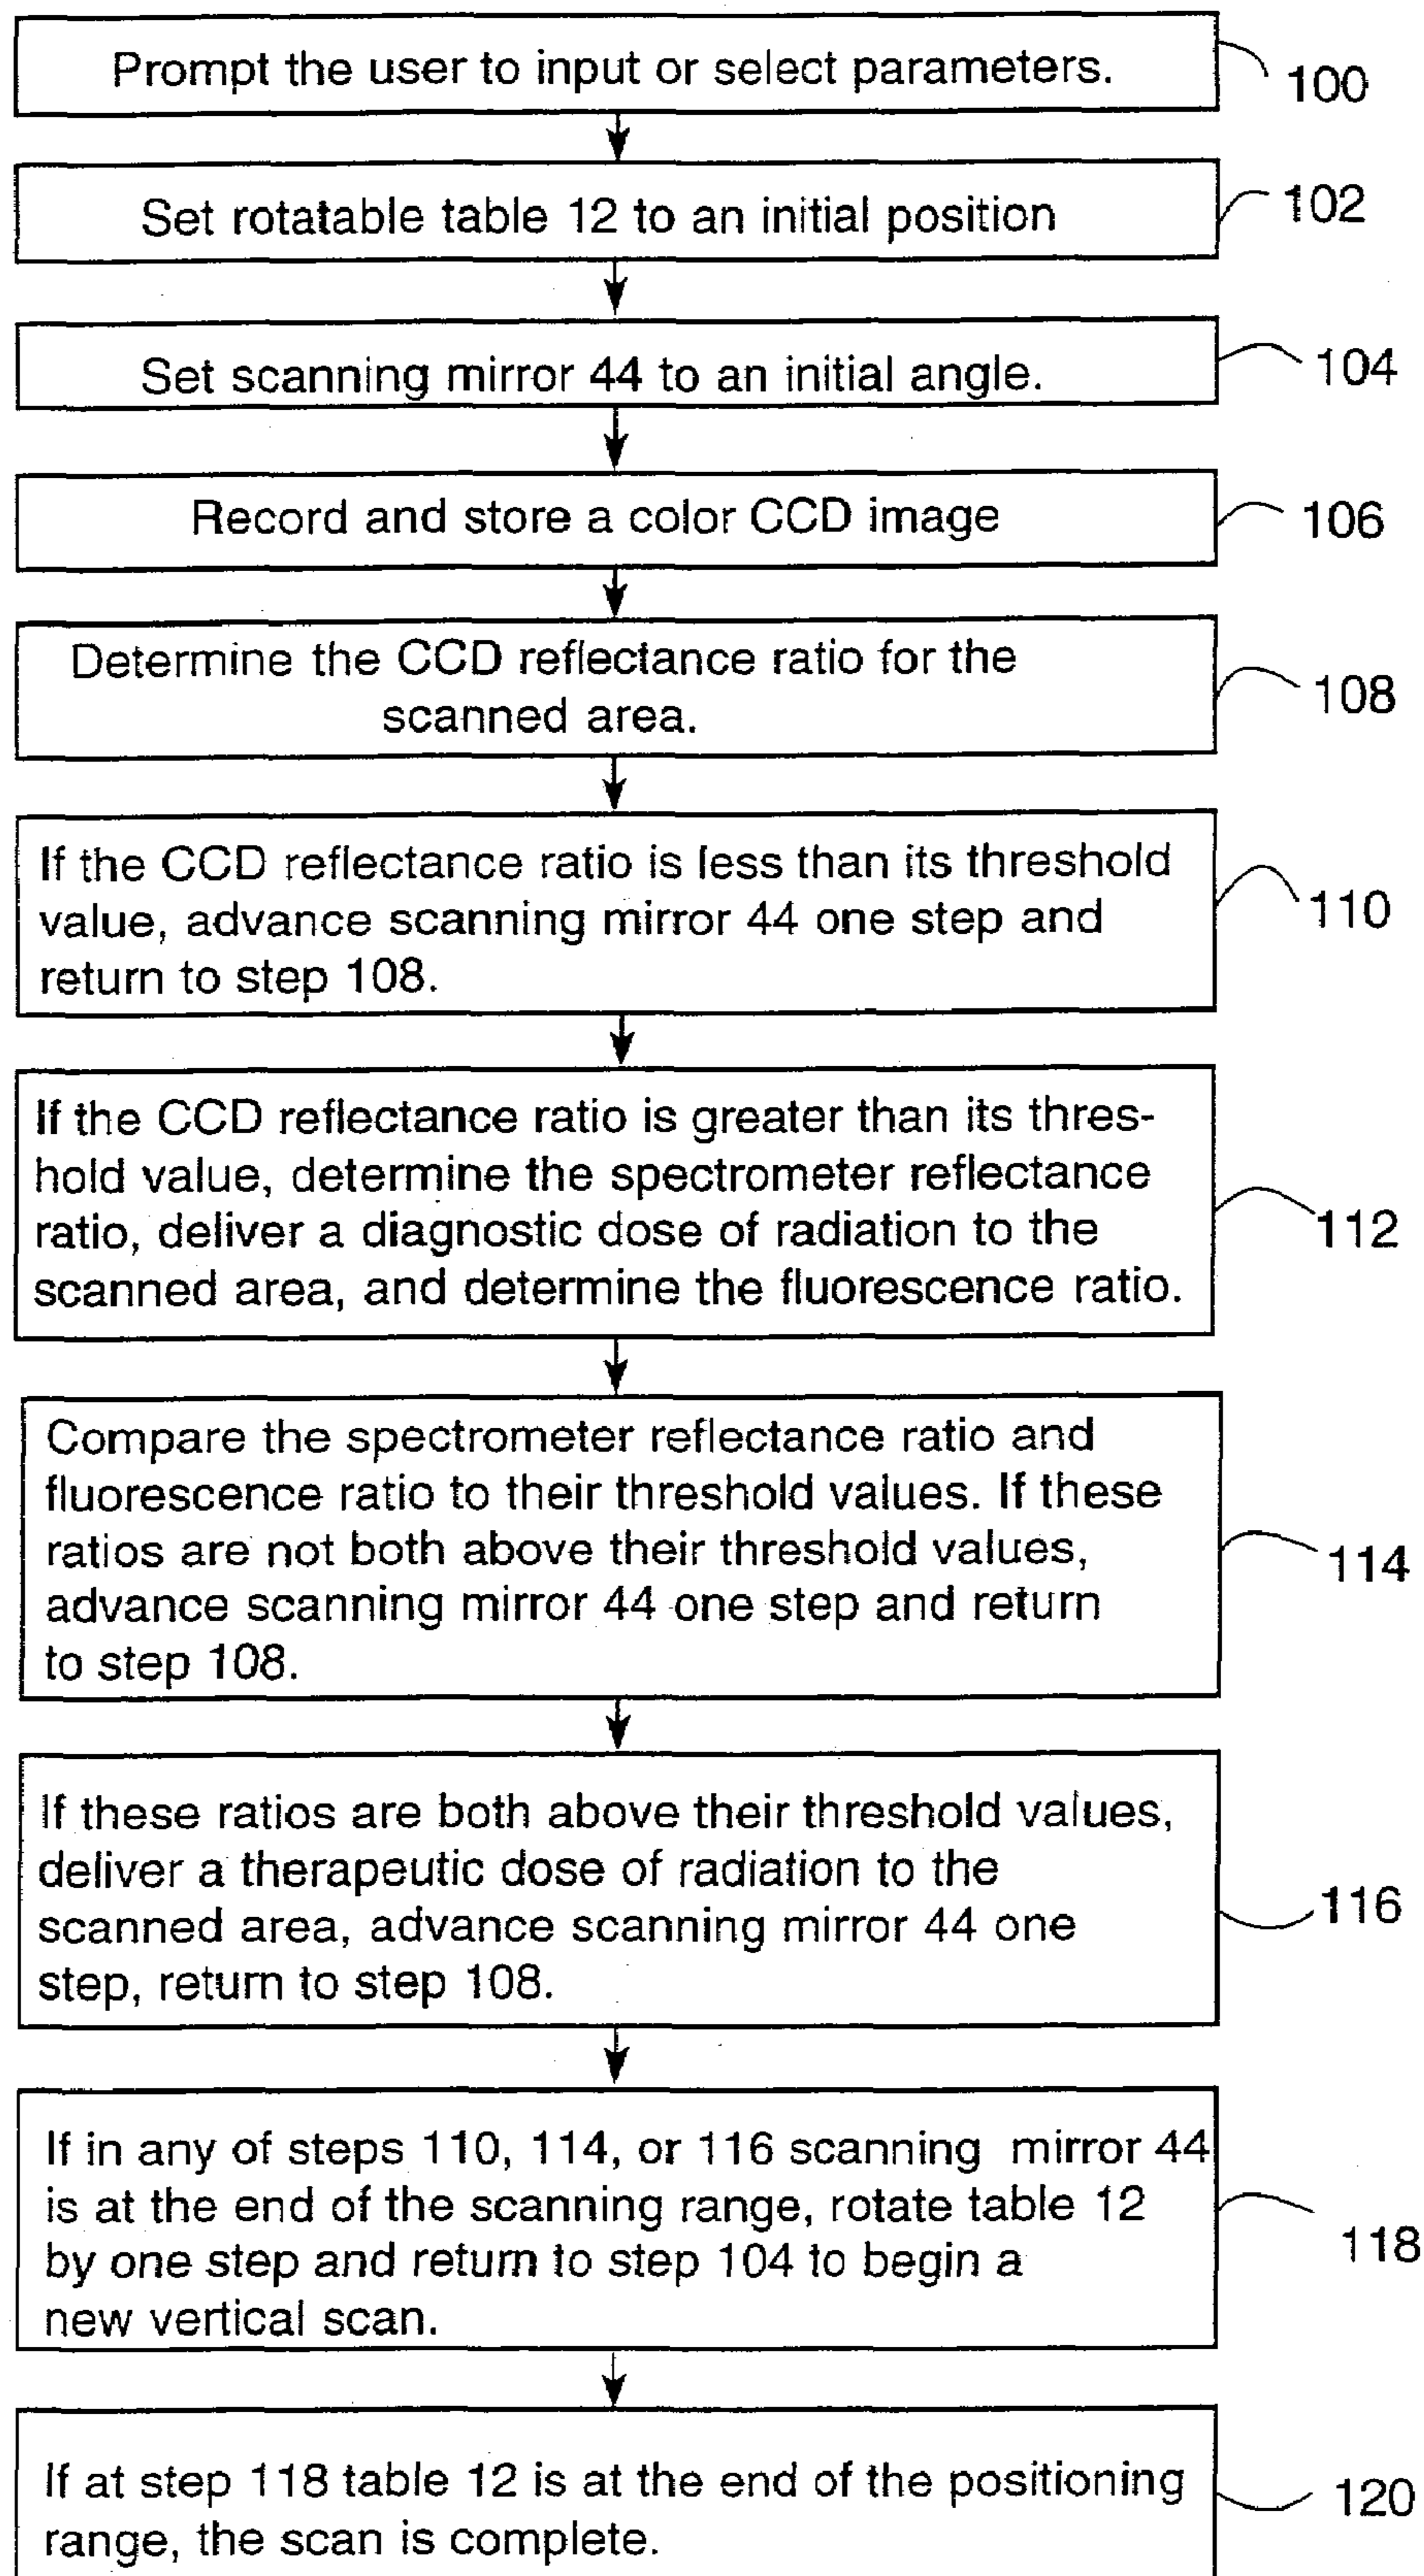 Prompt the user to input or select parameters.
100
Set rotatable table 12 to an initial position
102
Set scanning mirror 44 to an initial angle.
104
Record and store a color CCD image
106
Determine the CCD reflectance ratio for the
scanned area.
108
If the CCD reflectance ratio is less than its threshold
value, advance scanning mirror 44 one step and
return to step 108.
110
If the CCD reflectance ratio is greater than its thres-
hold value, determine the spectrometer reflectance
ratio, deliver a diagnostic dose of radiation to the
scanned area, and determine the fluorescence ratio.
112
Compare the spectrometer reflectance ratio and
fluorescence ratio to their threshold values. If these
ratios are not both above their threshold values,
advance scanning mirror 44 one step and return
to step 108.
114
If these ratios are both above their threshold values,
deliver a therapeutic dose of radiation to the
scanned area, advance scanning mirror 44 one
step, return to step 108.
116
If in any of steps 110, 114, or 116 scanning mirror 44
is at the end of the scanning range, rotate table 12
by one step and return to step 104 to begin a
new vertical scan.
118
If at step 118 table 12 is at the end of the positioning
range, the scan is complete.
120